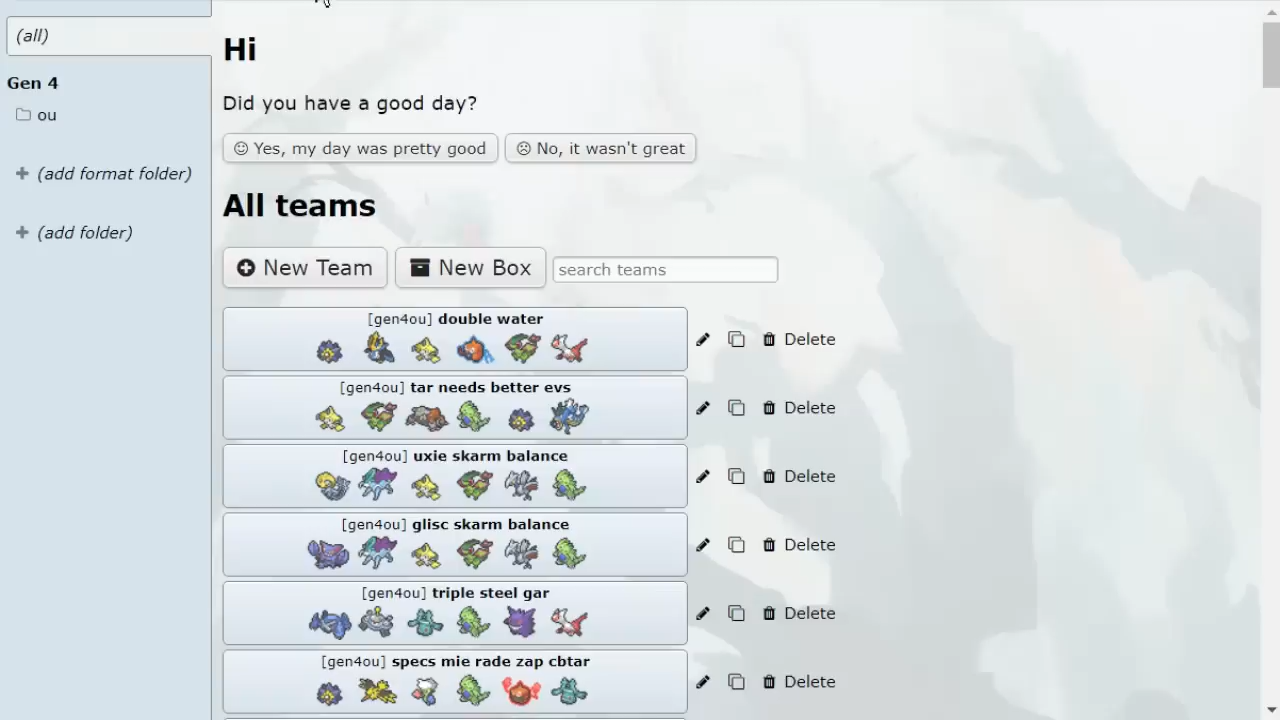 (all)
Gen 4
ou
(add format folder)
(add folder)
Hi
Did you have a good day?
Yes, my day was pretty good
No, it wasn't great
All teams
New Team
New Box
search teams
[gen4ou] double water
Delete
[gen4ou] tar needs better evs
Delete
[gen4ou] uxie skarm balance
Delete
[gen4ou] glisc skarm balance
Delete
[gen4ou] triple steel gar
Delete
[gen4ou] specs mie rade zap cbtar
Delete